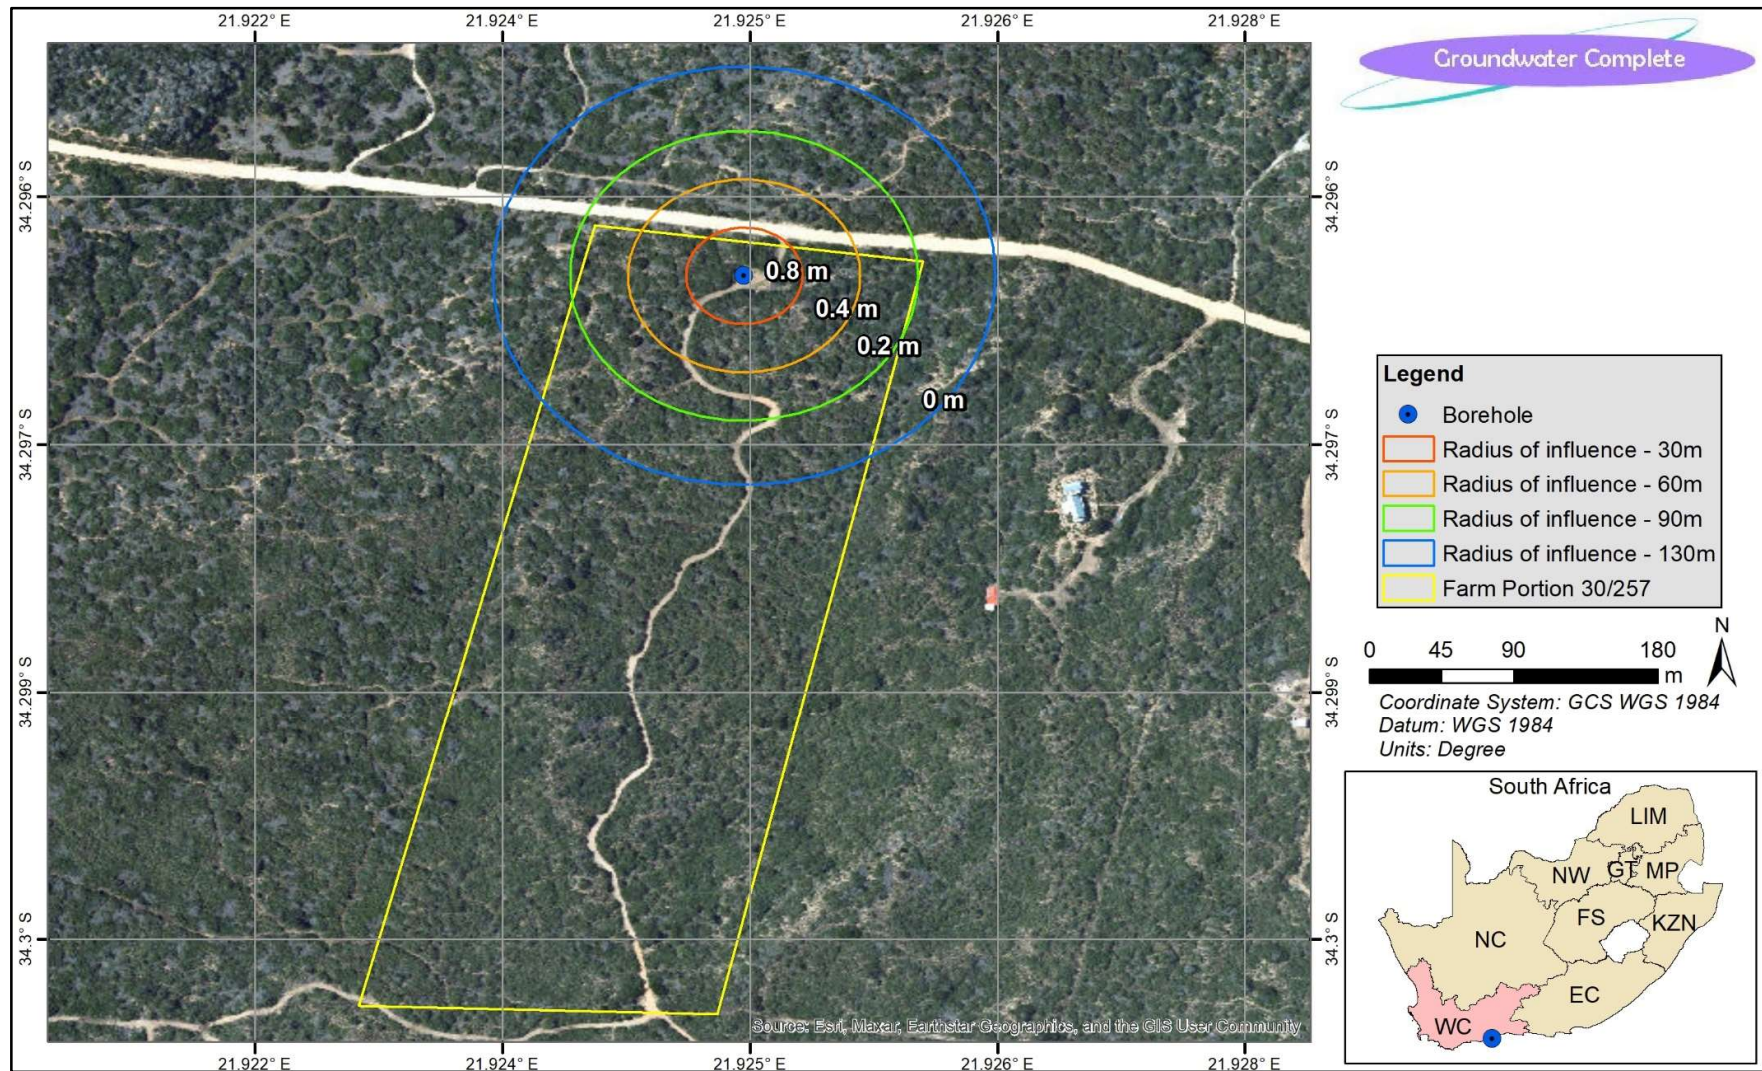 21.922° E 21.924° E 21.925° E 21.926° E 21.928° E
Groundwater Complete
34.296° S 34.296° S
0.8 m
0.4 m
0.2 m
0 m
34.297° S 34.297° S
34.299° S 34.299° S
34.3° S 34.3° S
Source: Esri, Maxar, Earthstar Geographics, and the GIS User Community
21.922° E 21.924° E 21.925° E 21.926° E 21.928° E
Legend
Borehole
Radius of influence - 30m
Radius of influence - 60m
Radius of influence - 90m
Radius of influence - 130m
Farm Portion 30/257
N
0 45 90 180
m
Coordinate System: GCS WGS 1984
Datum: WGS 1984
Units: Degree
South Africa
LIM
NW GT MP
FS KZN
NC
EC
WC